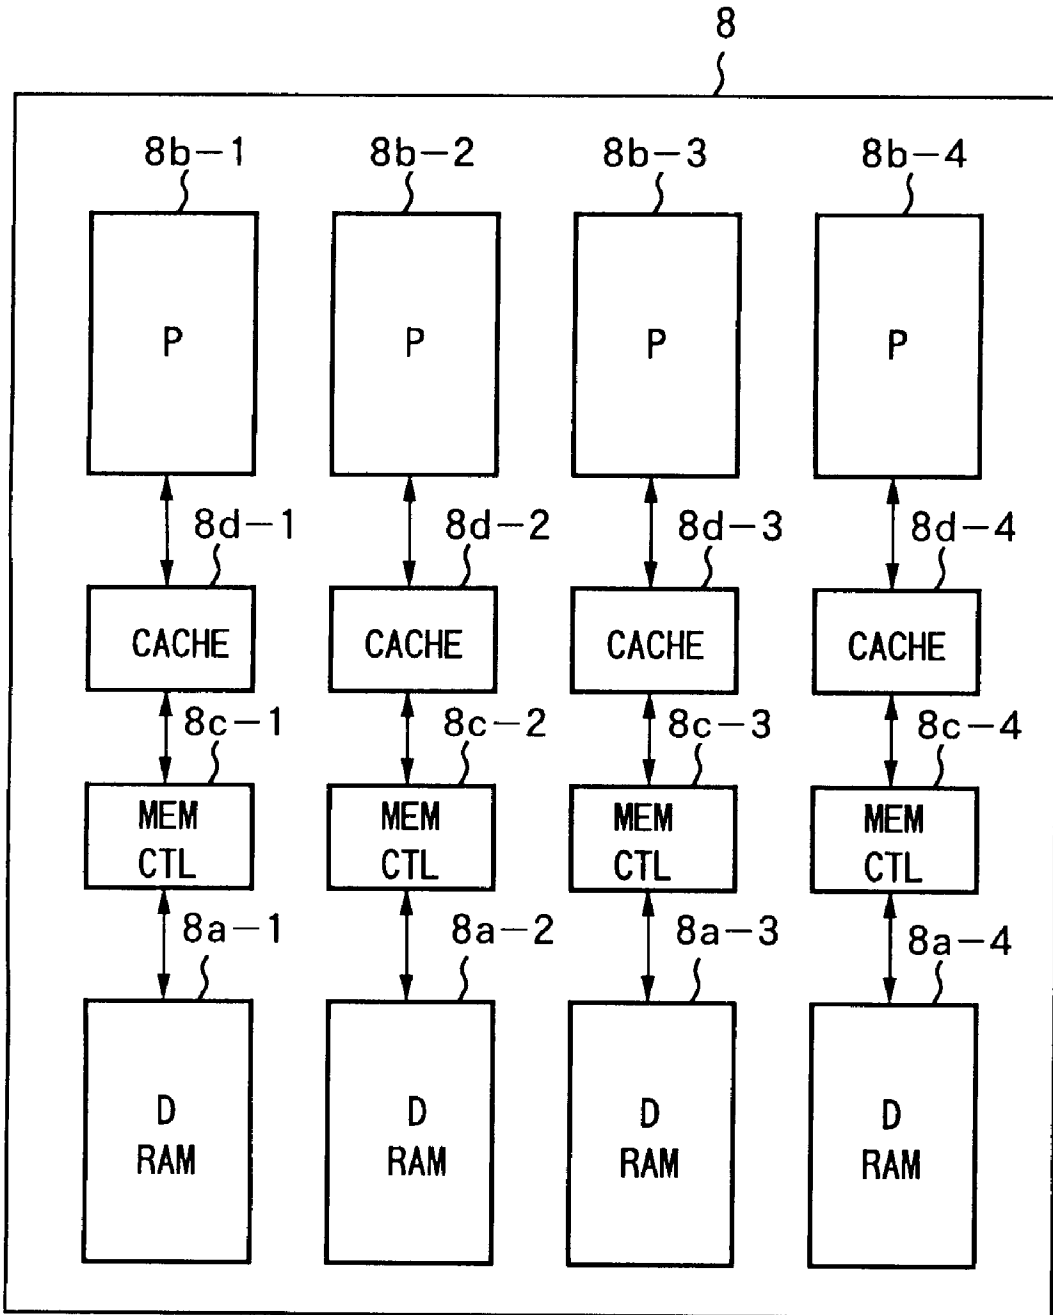 8
8b-1 8b-2 8b-3 8b-4
P P P P
8d-1 8d-2 8d-3 8d-4
CACHE CACHE CACHE CACHE
8c-1 8c-2 8c-3 8c-4
MEM MEM MEM MEM
CTL CTL CTL CTL
8a-1 8a-2 8a-3 8a-4
D D D D
RAM RAM RAM RAM